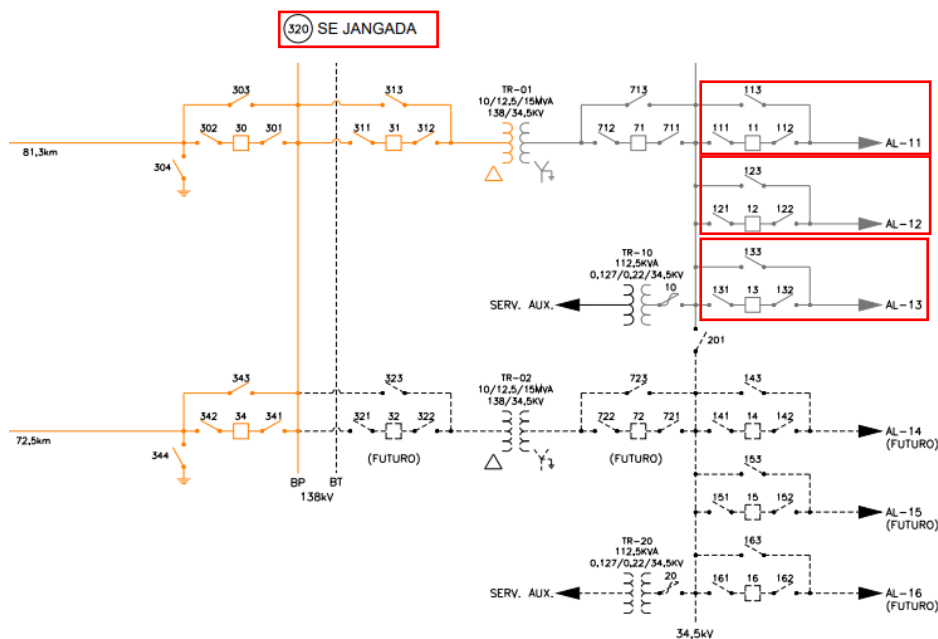 320 SE JANGADA
303
313
TR-01
10/12,5/15MVA
138/34,5KV
713
113
302 30 301
311 31 312
712 71 711
111 11 112
AL-11
81,3km
304
123
121 12 122
AL-12
TR-10
112,5KVA
0,127/0,22/34,5KV
133
SERV. AUX.
10
131 13 132
AL-13
201
343
323
TR-02
10/12,5/15MVA
138/34,5KV
723
143
342 34 341
321 32 322
722 72 721
141 14 142
AL-14
(FUTURO)
72,5km
344
(FUTURO)
(FUTURO)
153
BP BT
138kV
151 15 152
AL-15
(FUTURO)
TR-20
112,5KVA
0,127/0,22/34,5KV
163
SERV. AUX.
20
161 16 162
AL-16
(FUTURO)
34,5kV